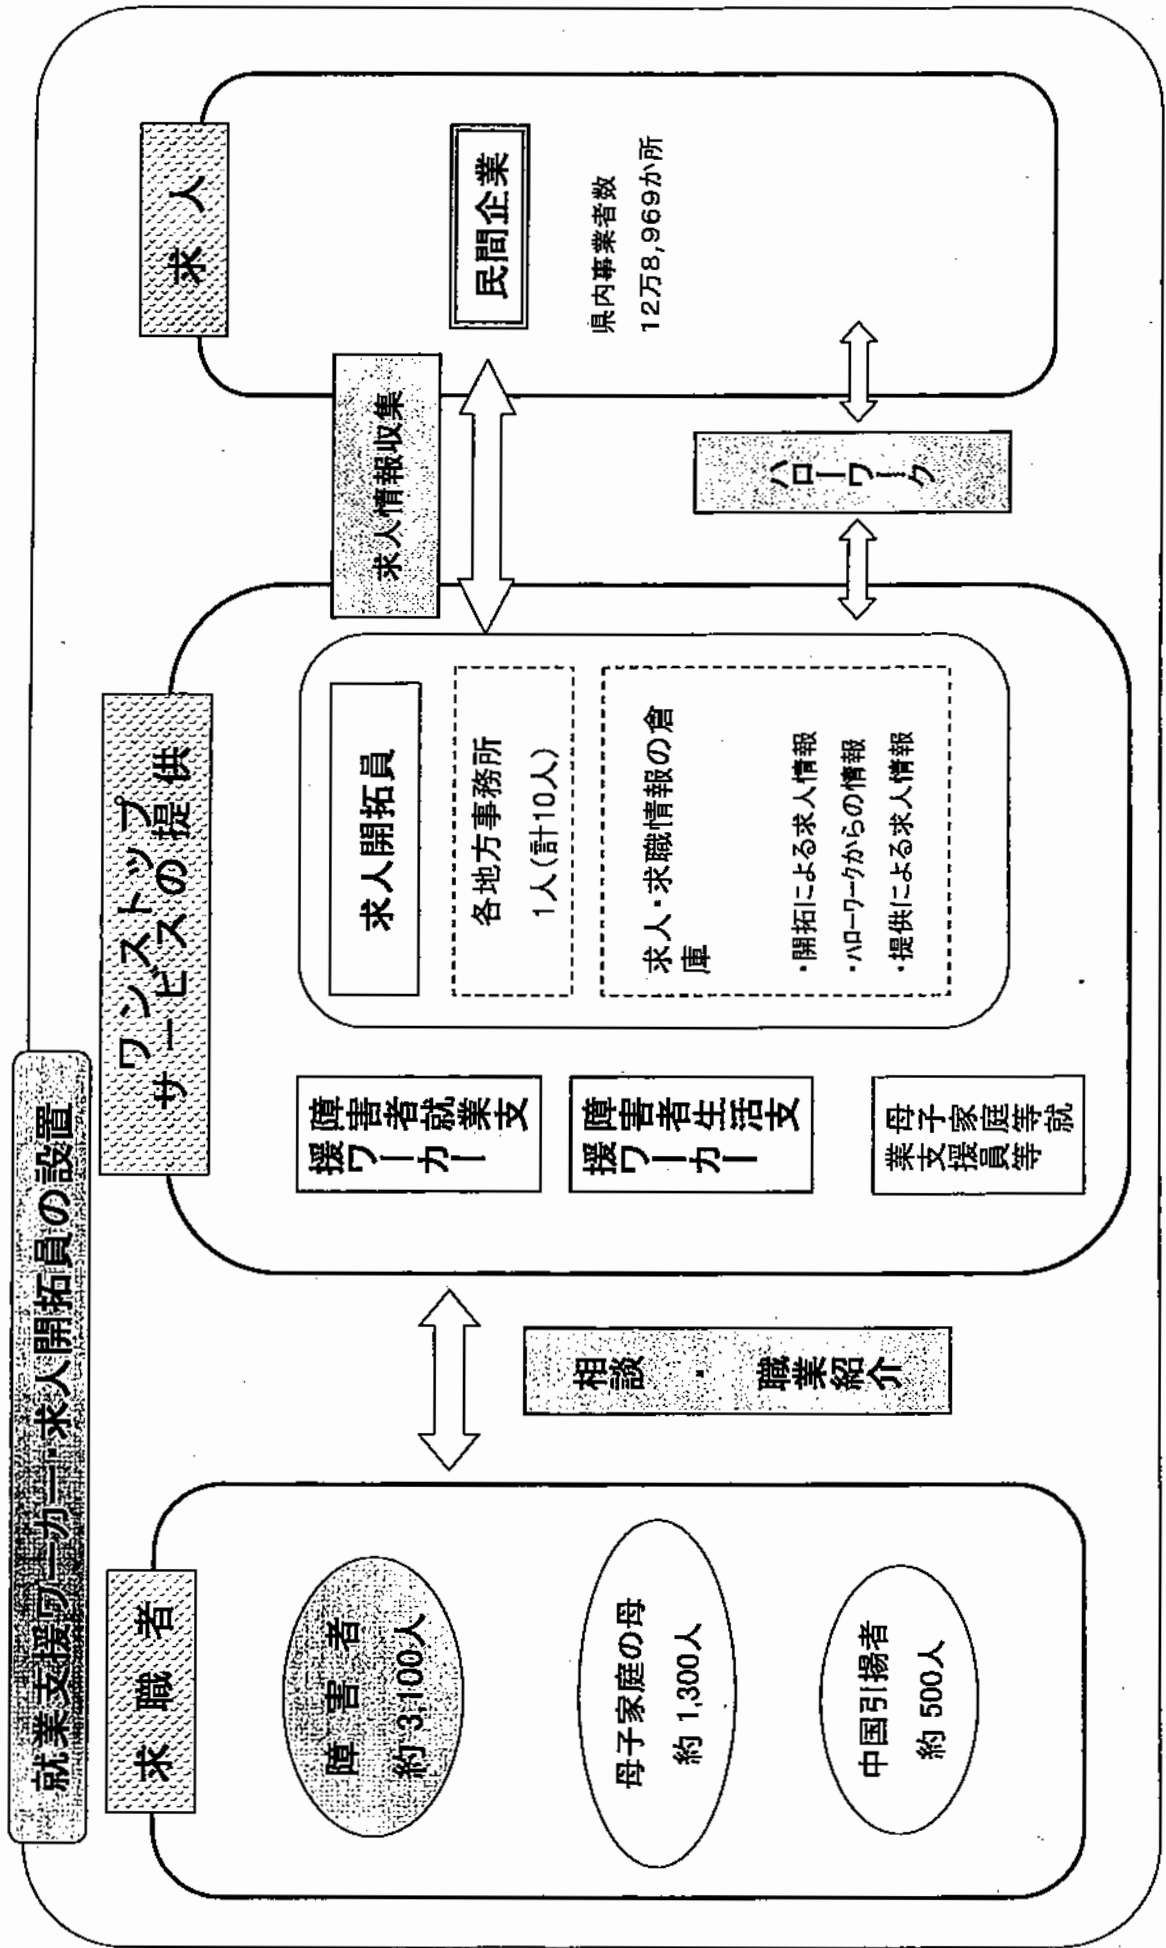 就業支援ワーカー・求人開拓員の設置
求職者
障害者
約 3,100人
母子家庭の母
約 1,300人
中国引揚者
約 500人
相談・職業紹介
ワンストップ
サービスの提供
障害者就業支
援ワーカー
障害者生活支
援ワーカー
母子家庭等就
業支援員等
求人開拓員
各地方事務所
1人(計10人)
求人・求職情報の倉
庫
・開拓による求人情報
・ハローワークからの情報
・提供による求人情報
求人情報収集
ハローワーク
求人
民間企業
県内事業者数
12万8,969か所